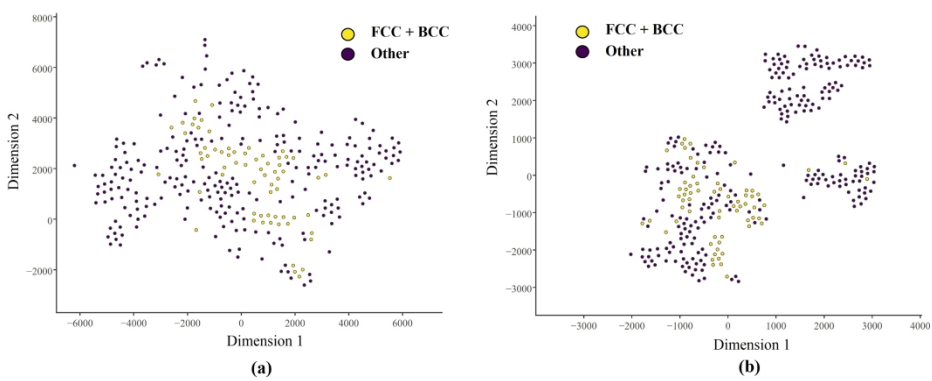 8000
6000
4000
2000
0
−2000
Dimension 2
−6000 −4000 −2000 0 2000 4000 6000
Dimension 1
FCC + BCC
Other
(a)
4000
3000
2000
1000
0
−1000
−2000
−3000
Dimension 2
−3000 −2000 −1000 0 1000 2000 3000 4000
Dimension 1
FCC + BCC
Other
(b)